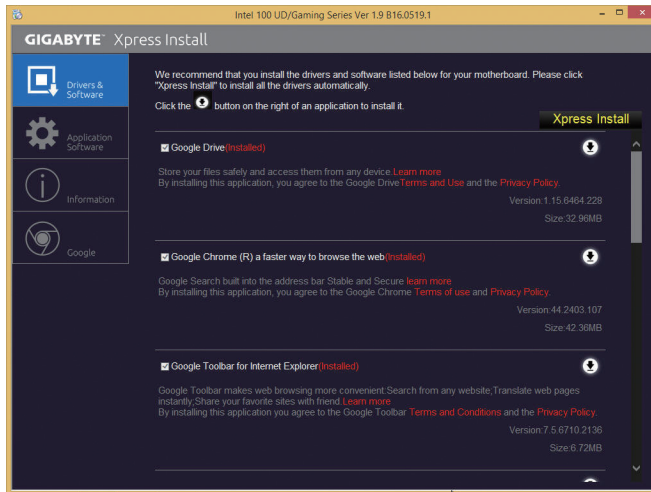 Intel 100 UD/Gaming Series Ver 1.9 B16.0519.1
GIGABYTE™ Xpress Install
Drivers &
Software
Application
Software
Information
Google
We recommend that you install the drivers and software listed below for your motherboard. Please click
"Xpress Install" to install all the drivers automatically.
Click the button on the right of an application to install it.
Xpress Install
Google Drive(Installed)
Store your files safely and access them from any device.Learn more
By installing this application, you agree to the Google DriveTerms and Use and the Privacy Policy.
Version:1.15.6464.228
Size:32.96MB
Google Chrome (R) a faster way to browse the web(Installed)
Google Search built into the address bar Stable and Secure learn more
By installing this application, you agree to the Google Chrome Terms of use and Privacy Policy.
Version:44.2403.107
Size:42.36MB
Google Toolbar for Internet Explorer(Installed)
Google Toolbar makes web browsing more convenient.Search from any website;Translate web pages
instantly;Share your favorite sites with friend.Learn more
By installing this application you agree to the Google Toolbar Terms and Conditions and the Privacy Policy.
Version:7.5.6710.2136
Size:6.72MB